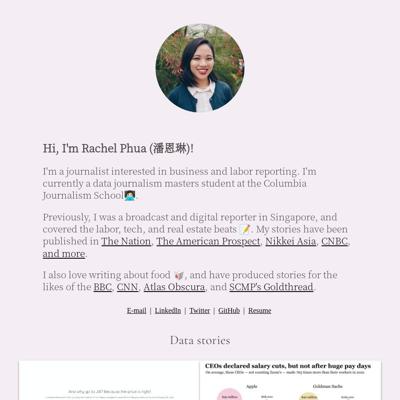 Hi, I'm Rachel Phua (潘恩琳)!
I'm a journalist interested in business and labor reporting. I'm
currently a data journalism masters student at the Columbia
Journalism School👩🏻‍💻.
Previously, I was a broadcast and digital reporter in Singapore, and
covered the labor, tech, and real estate beats 📝. My stories have been
published in The Nation, The American Prospect, Nikkei Asia, CNBC,
and more.
I also love writing about food 🥡, and have produced stories for the
likes of the BBC, CNN, Atlas Obscura, and SCMP's Goldthread.
E-mail | LinkedIn | Twitter | GitHub | Resume
Data stories
CEOs declared salary cuts, but not after huge pay days
Apple Goldman Sachs